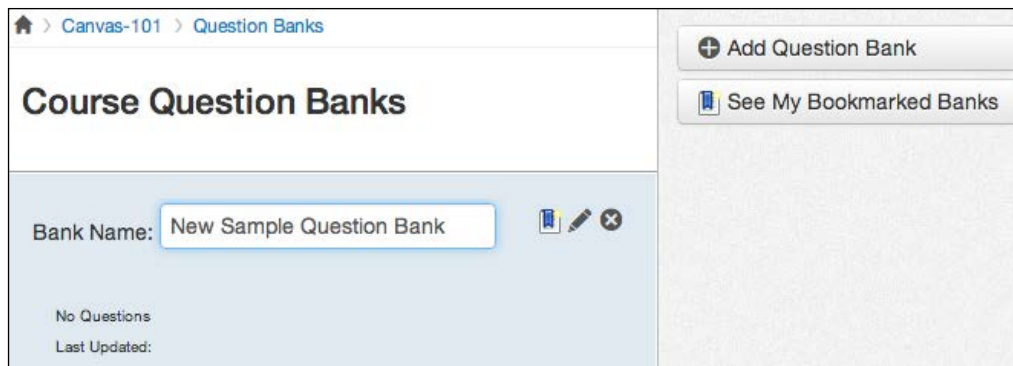 Canvas-101 > Question Banks
Course Question Banks
Bank Name: New Sample Question Bank
No Questions
Last Updated:
Add Question Bank
See My Bookmarked Banks